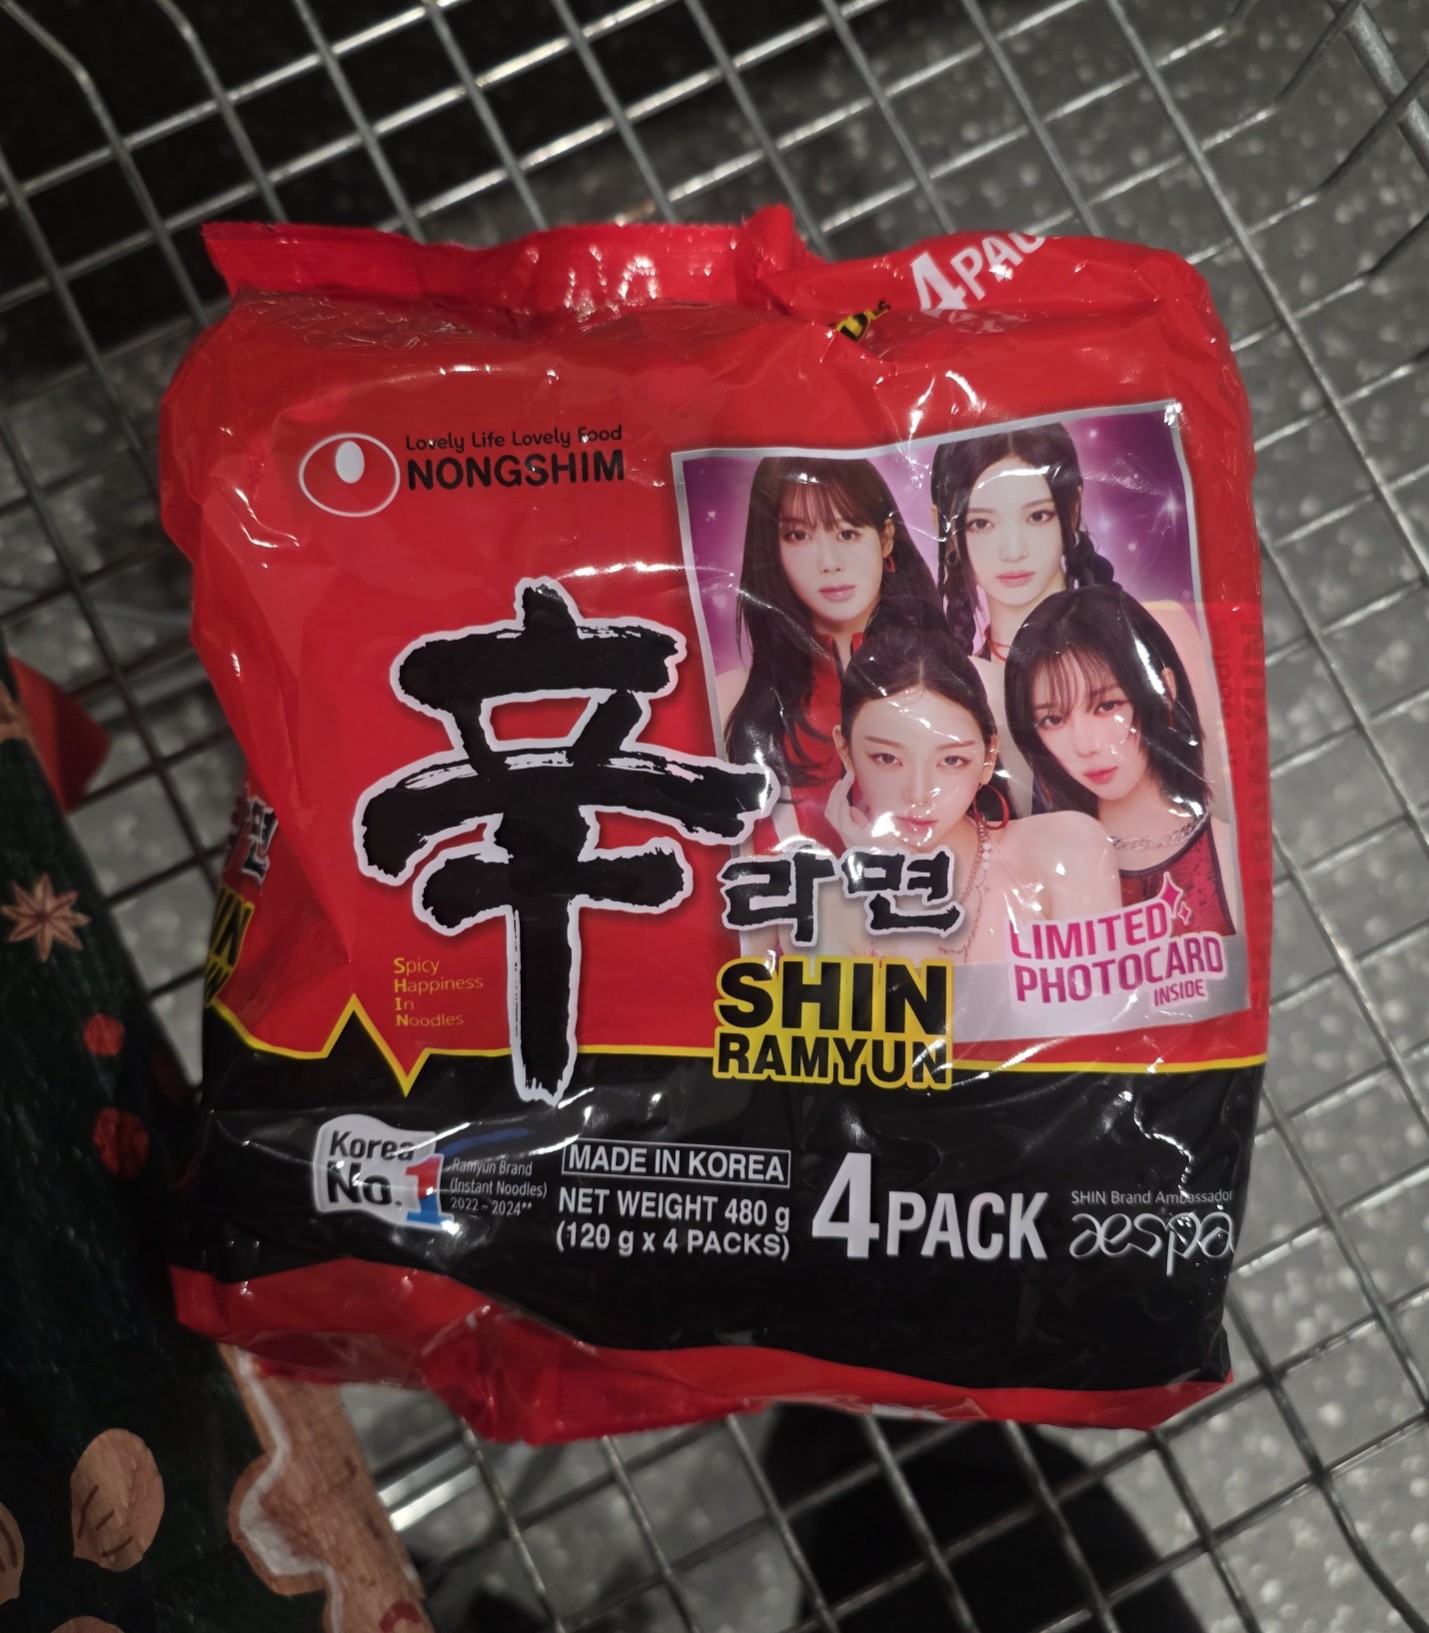 4PAC
Lovely Life Lovely Food
NONGSHIM
辛
라면
SHIN
RAMYUN
LIMITED
PHOTOCARD
INSIDE
Spicy
Happiness
In
Noodles
Korea
No.1
Ramyun Brand
(Instant Noodles)
2022 ~ 2024**
MADE IN KOREA
NET WEIGHT 480 g
(120 g x 4 PACKS)
4PACK
SHIN Brand Ambassador
aespa